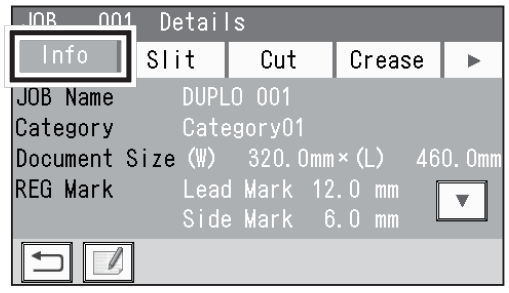 JOB 001 Details
Info Slit Cut Crease ▶
JOB Name DUPLO 001
Category Category01
Document Size (W) 320.0mm×(L) 460.0mm
REG Mark Lead Mark 12.0 mm
Side Mark 6.0 mm